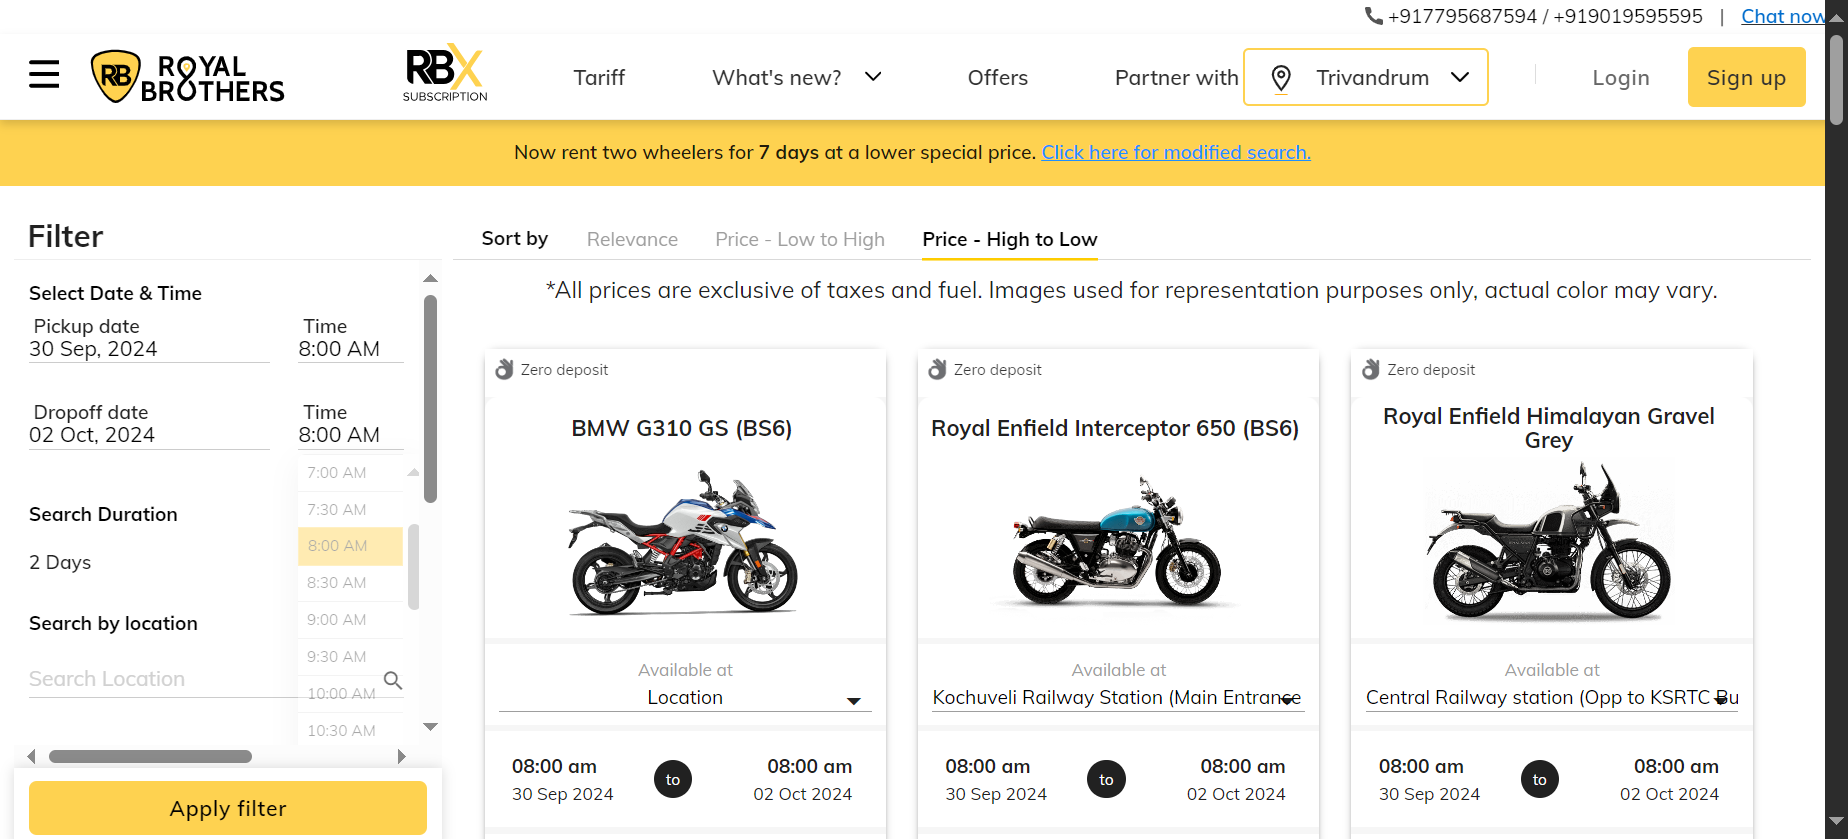 +917795687594 / +919019595595 | Chat now
RB ROYAL BROTHERS
RBX SUBSCRIPTION
Tariff
What's new?
Offers
Partner with
Trivandrum
Login
Sign up
Now rent two wheelers for 7 days at a lower special price. Click here for modified search.
Filter
Select Date & Time
Pickup date
Time
30 Sep, 2024
8:00 AM
Dropoff date
Time
02 Oct, 2024
8:00 AM
7:00 AM
7:30 AM
8:00 AM
8:30 AM
9:00 AM
9:30 AM
10:00 AM
10:30 AM
Search Duration
2 Days
Search by location
Search Location
Apply filter
Sort by
Relevance
Price - Low to High
Price - High to Low
*All prices are exclusive of taxes and fuel. Images used for representation purposes only, actual color may vary.
Zero deposit
BMW G310 GS (BS6)
Available at
Location
08:00 am
to
08:00 am
30 Sep 2024
02 Oct 2024
Zero deposit
Royal Enfield Interceptor 650 (BS6)
Available at
Kochuveli Railway Station (Main Entrance
08:00 am
to
08:00 am
30 Sep 2024
02 Oct 2024
Zero deposit
Royal Enfield Himalayan Gravel
Grey
Available at
Central Railway station (Opp to KSRTC Bu
08:00 am
to
08:00 am
30 Sep 2024
02 Oct 2024